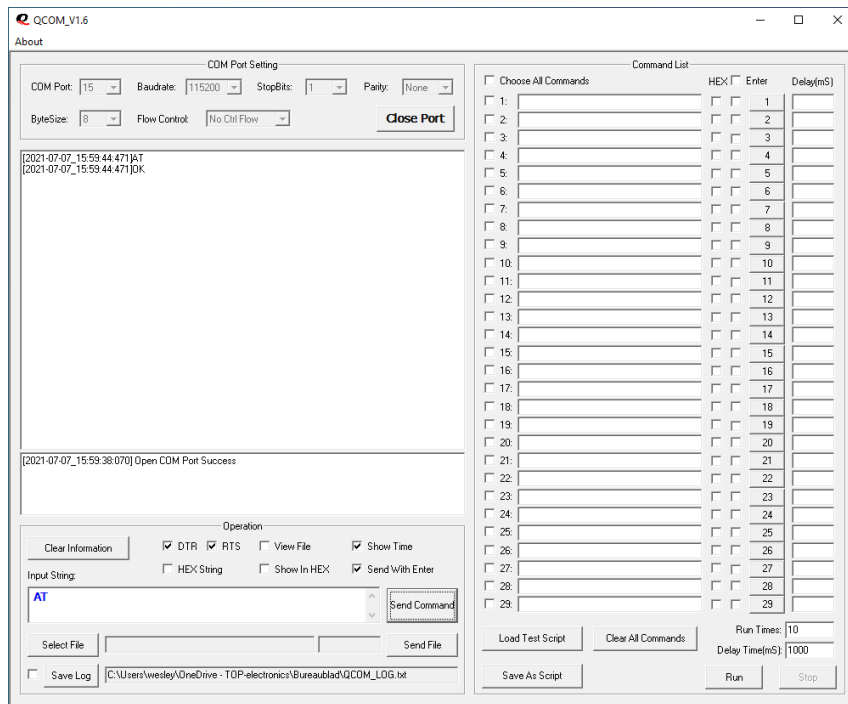 QCOM_V1.6
About
COM Port Setting
COM Port: 15 Baudrate: 115200 StopBits: 1 Parity: None
ByteSize: 8 Flow Control: No Ctrl Flow Close Port
[2021-07-07_15:59:44:471]AT
[2021-07-07_15:59:44:471]OK
[2021-07-07_15:59:38:070] Open COM Port Success
Operation
Clear Information DTR RTS View File Show Time
HEX String Show In HEX Send With Enter
Input String:
AT
Send Command
Select File Send File
Save Log C:\Users\wesley\OneDrive - TOP-electronics\Bureaublad\QCOM_LOG.txt
Command List
Choose All Commands HEX Enter Delay(mS)
1: 1
2: 2
3: 3
4: 4
5: 5
6: 6
7: 7
8: 8
9: 9
10: 10
11: 11
12: 12
13: 13
14: 14
15: 15
16: 16
17: 17
18: 18
19: 19
20: 20
21: 21
22: 22
23: 23
24: 24
25: 25
26: 26
27: 27
28: 28
29: 29
Load Test Script Clear All Commands Run Times: 10
Delay Time(mS): 1000
Save As Script Run Stop